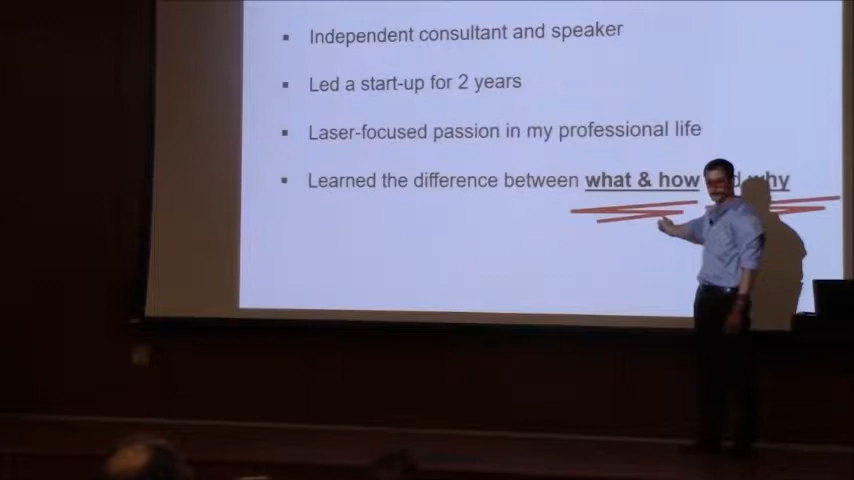 ▪ Independent consultant and speaker
▪ Led a start-up for 2 years
▪ Laser-focused passion in my professional life
▪ Learned the difference between what & how why